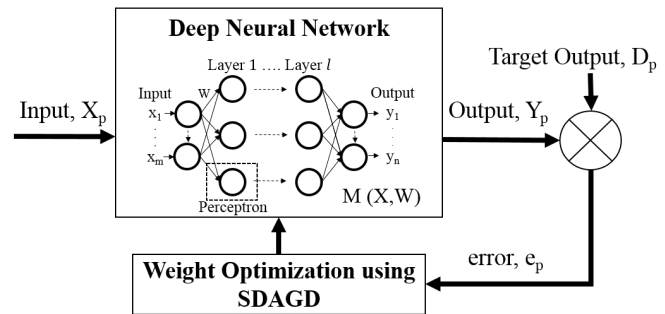 Deep Neural Network
Layer 1 .... Layer l
Input
W
Output
x1
y1
xm
yn
Perceptron
M (X,W)
Input, Xp
Output, Yp
Target Output, Dp
error, ep
Weight Optimization using
SDAGD